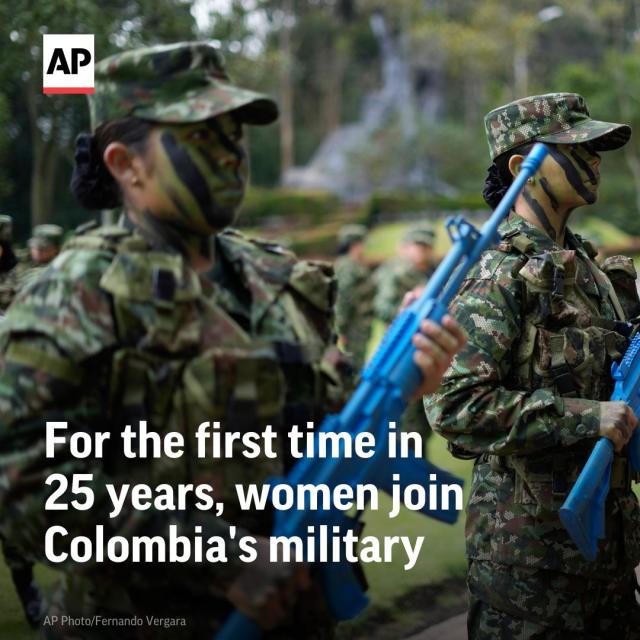 AP
For the first time in
25 years, women join
Colombia's military
AP Photo/Fernando Vergara